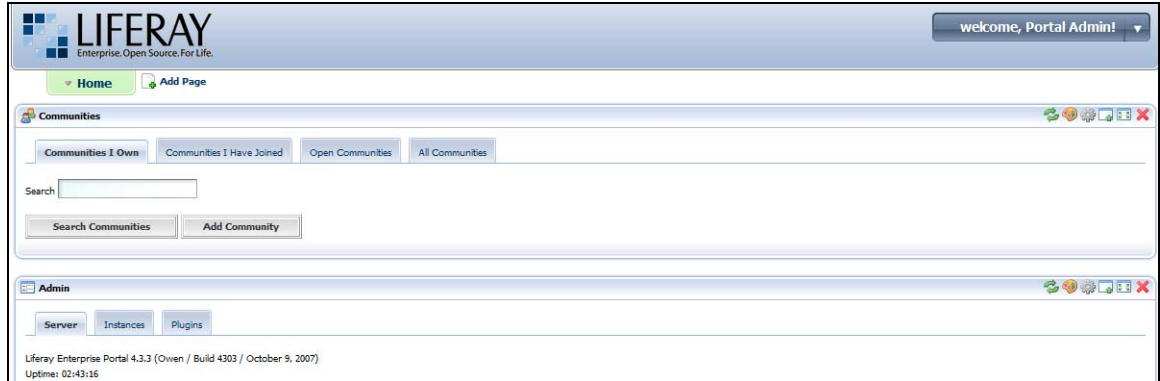 LIFERAY
Enterprise. Open Source. For Life.
welcome, Portal Admin!
Home Add Page
Communities
Communities I Own Communities I Have Joined Open Communities All Communities
Search
Search Communities Add Community
Admin
Server Instances Plugins
Liferay Enterprise Portal 4.3.3 (Owen / Build 4303 / October 9, 2007)
Uptime: 02:43:16